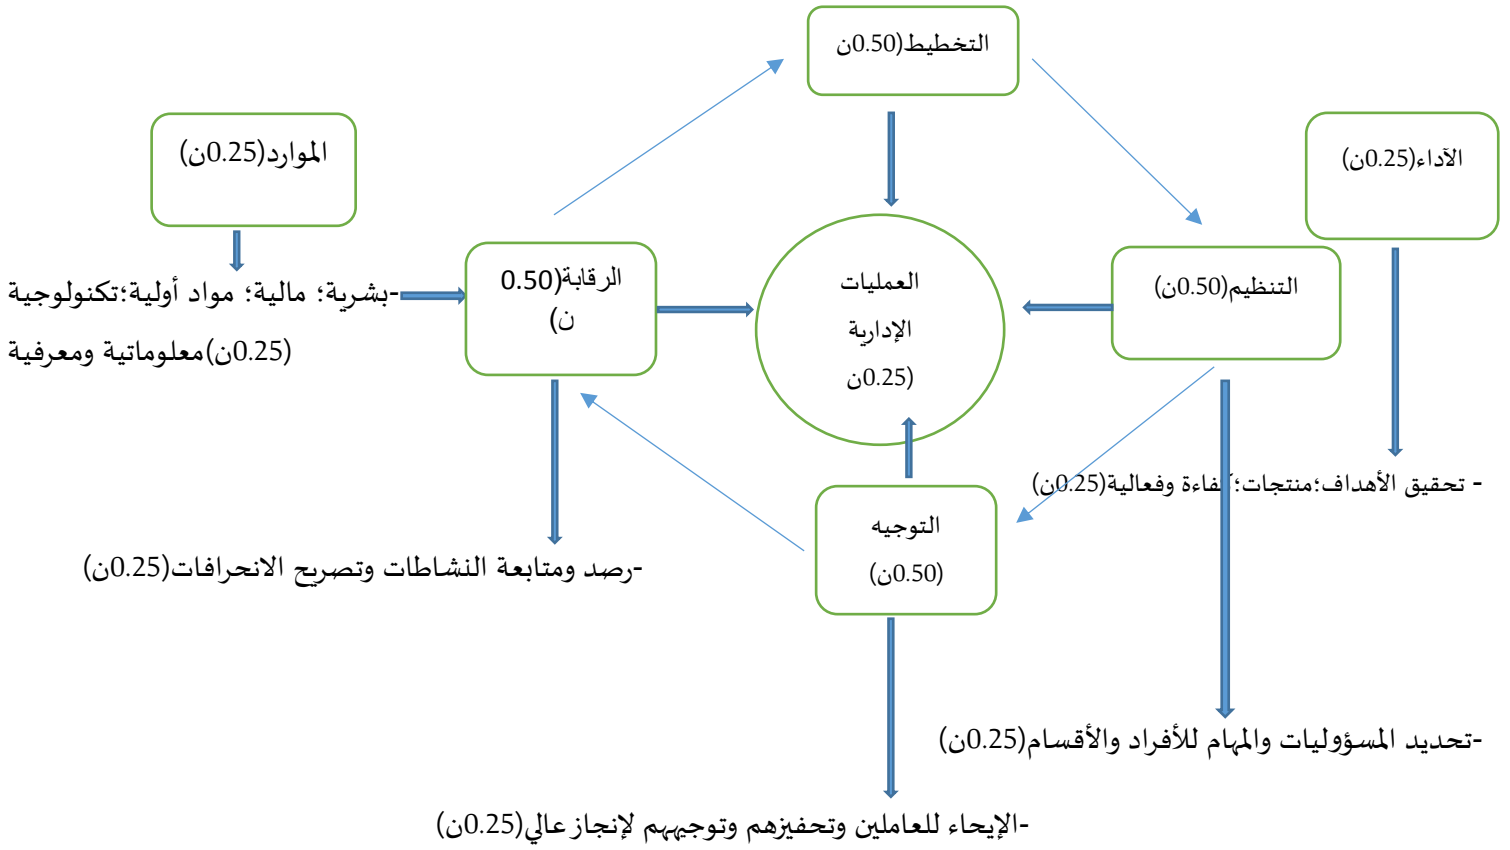 التخطيط(0.50ن
الموارد(0.25ن)
الآداء(0.25ن)
العمليات
الإدارية
(0.25ن
الرقابة(0.50
ن)
التنظيم(0.50ن)
-بشرية؛ مالية؛ مواد أولية؛تكنولوجية
معلوماتية ومعرفية(0.25ن)
- تحقيق الأهداف؛منتجات؛كفاءة وفعالية(0.25ن)
التوجيه
(0.50ن)
-رصد ومتابعة النشاطات وتصريح الانحرافات(0.25ن)
-تحديد المسؤوليات والمهام للأفراد والأقسام(0.25ن)
-الإيحاء للعاملين وتحفيزهم وتوجيههم لإنجاز عالي(0.25ن)